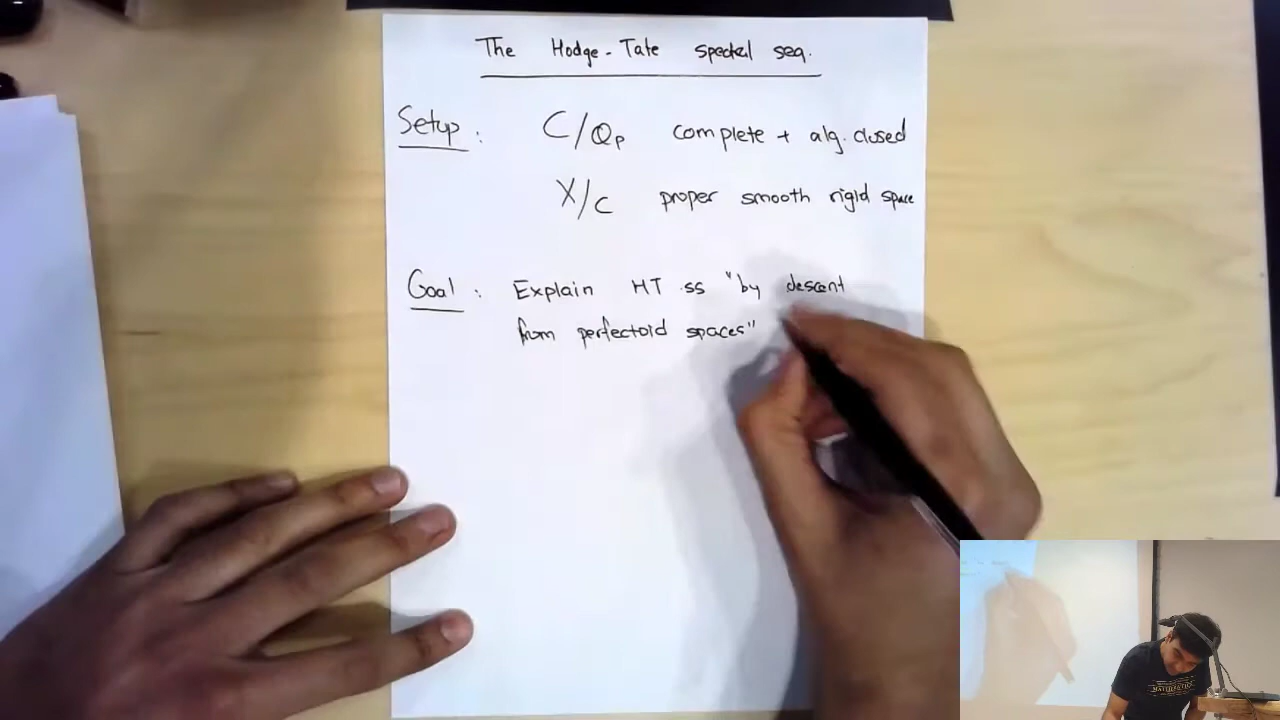 The Hodge-Tate spectral seq.
Setup: C/Qp complete + alg. closed
X/C proper smooth rigid space
Goal: Explain HT ss "by descent
from perfectoid spaces"